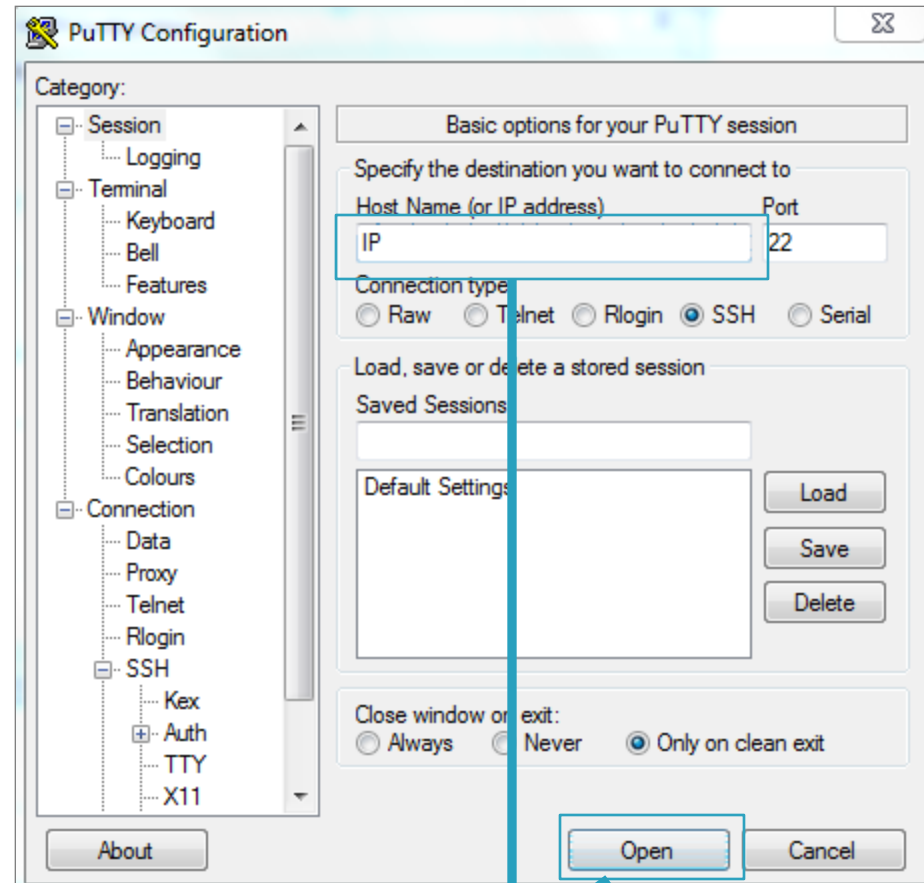 PuTTY Configuration
Category:
Session
Logging
Terminal
Keyboard
Bell
Features
Window
Appearance
Behaviour
Translation
Selection
Colours
Connection
Data
Proxy
Telnet
Rlogin
SSH
Kex
Auth
TTY
X11
Basic options for your PuTTY session
Specify the destination you want to connect to
Host Name (or IP address) Port
IP 22
Connection type
Raw Telnet Rlogin SSH Serial
Load, save or delete a stored session
Saved Sessions
Default Settings
Load
Save
Delete
Close window on exit:
Always Never Only on clean exit
About Open Cancel